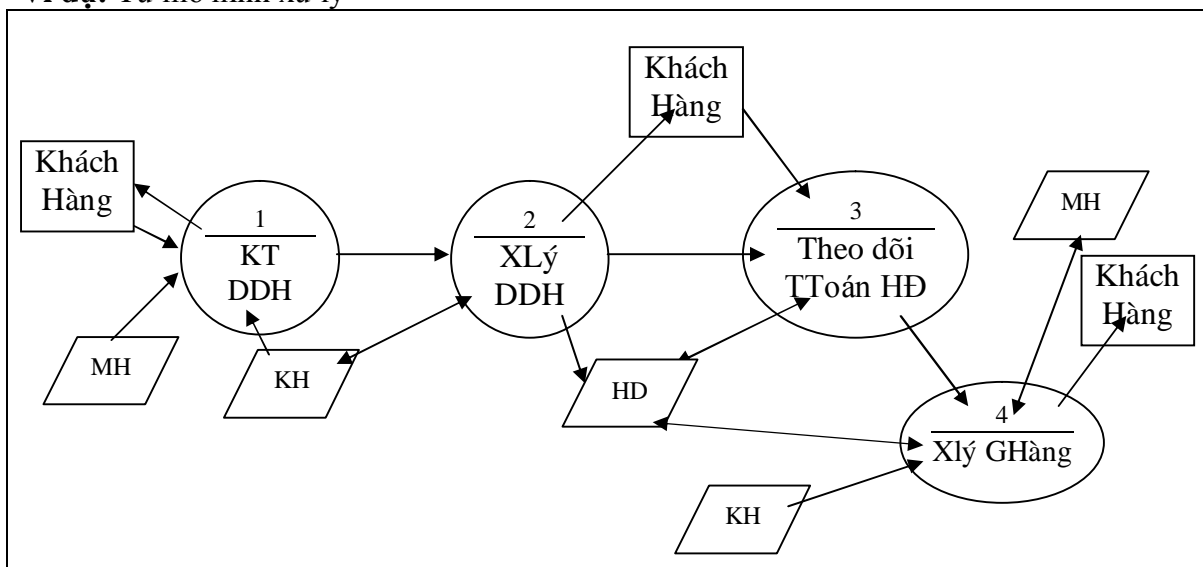 Khách
Hàng
Khách
Hàng
1
KT
DDH
2
XLý
DDH
3
Theo dõi
TToán HĐ
MH
Khách
Hàng
MH
KH
HD
4
Xlý GHàng
KH